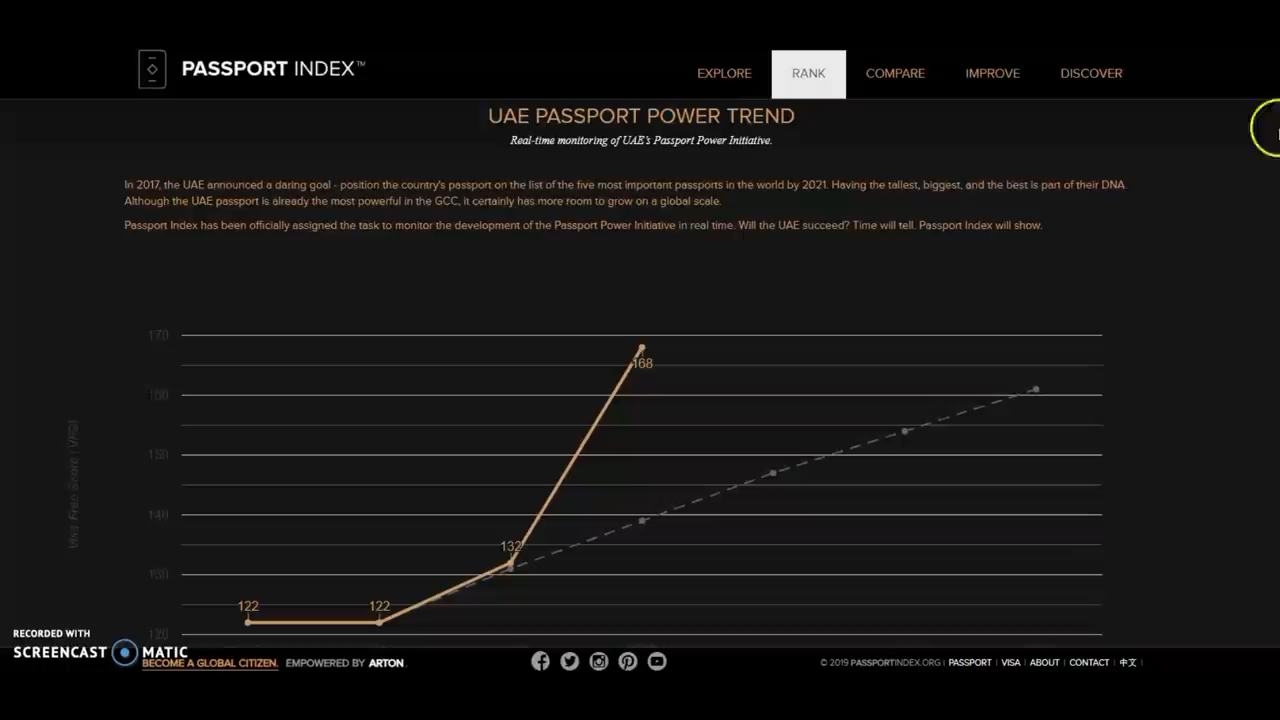 PASSPORT INDEX™
EXPLORE RANK COMPARE IMPROVE DISCOVER
UAE PASSPORT POWER TREND
Real-time monitoring of UAE's Passport Power Initiative.
In 2017, the UAE announced a daring goal - position the country's passport on the list of the five most important passports in the world by 2021. Having the tallest, biggest, and the best is part of their DNA.
Although the UAE passport is already the most powerful in the GCC, it certainly has more room to grow on a global scale.
Passport Index has been officially assigned the task to monitor the development of the Passport Power Initiative in real time. Will the UAE succeed? Time will tell. Passport Index will show.
170
168
160
Visa Free Score (VFS)
150
140
132
130
122 122
120
RECORDED WITH
SCREENCAST MATIC
BECOME A GLOBAL CITIZEN. EMPOWERED BY ARTON.
© 2019 PASSPORTINDEX.ORG | PASSPORT | VISA | ABOUT | CONTACT | 中文 |